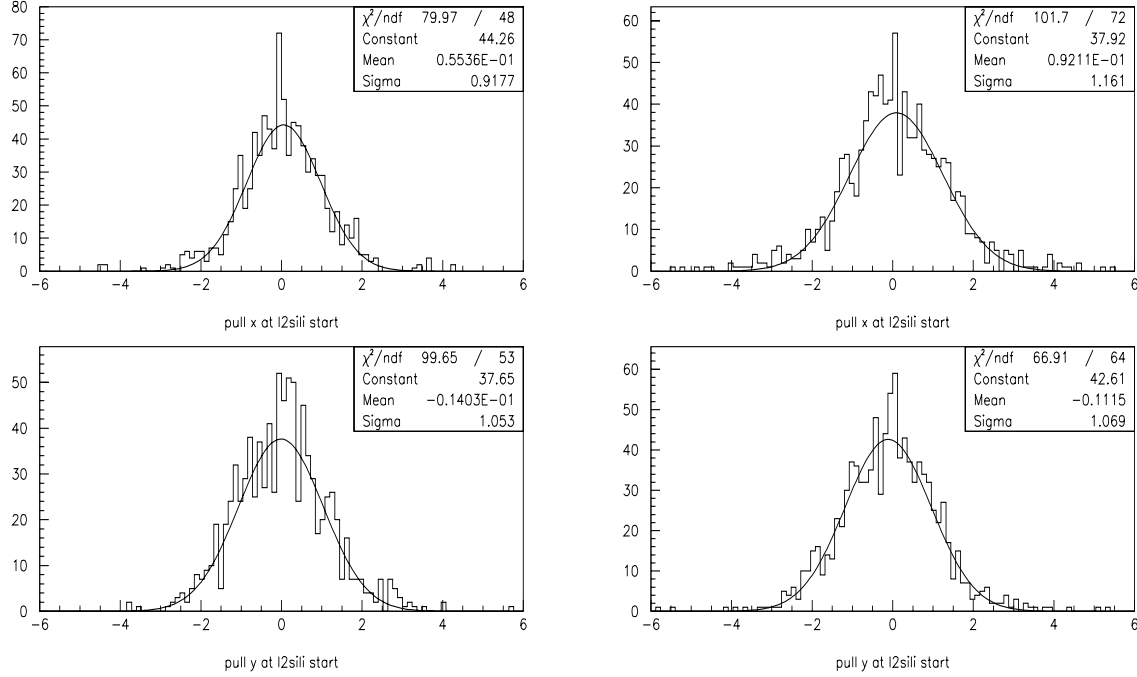 χ²/ndf 79.97 / 48
Constant 44.26
Mean 0.5536E-01
Sigma 0.9177
80
70
60
50
40
30
20
10
0
-6 -4 -2 0 2 4 6
pull x at l2sili start
χ²/ndf 101.7 / 72
Constant 37.92
Mean 0.9211E-01
Sigma 1.161
60
50
40
30
20
10
0
-6 -4 -2 0 2 4 6
pull x at l2sili start
χ²/ndf 99.65 / 53
Constant 37.65
Mean -0.1403E-01
Sigma 1.053
50
40
30
20
10
0
-6 -4 -2 0 2 4 6
pull y at l2sili start
χ²/ndf 66.91 / 64
Constant 42.61
Mean -0.1115
Sigma 1.069
60
50
40
30
20
10
0
-6 -4 -2 0 2 4 6
pull y at l2sili start